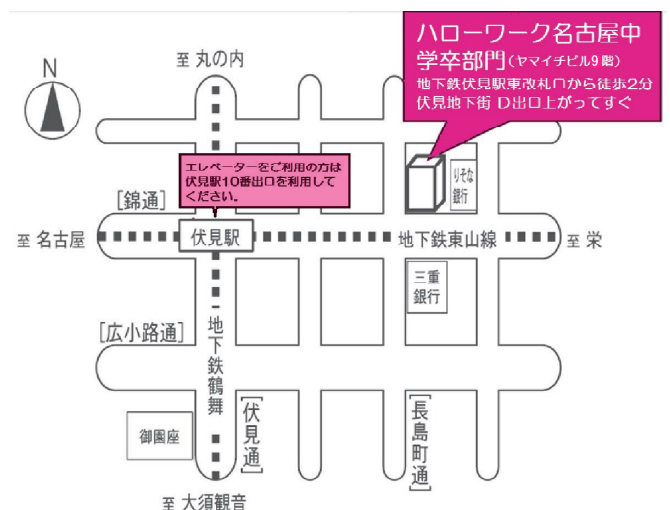 ハローワーク名古屋中
学卒部門(ヤマイチビル9階)
地下鉄伏見駅東改札口から徒歩2分
伏見地下街 D出口上がってすぐ
N
至 丸の内
エレベーターをご利用の方は
伏見駅10番出口を利用して
ください。
りそな
銀行
[錦通]
至 名古屋
伏見駅
地下鉄東山線
至 栄
三重
銀行
[広小路通]
地下鉄鶴舞
御園座
[伏見通]
[長島町通]
至 大須観音